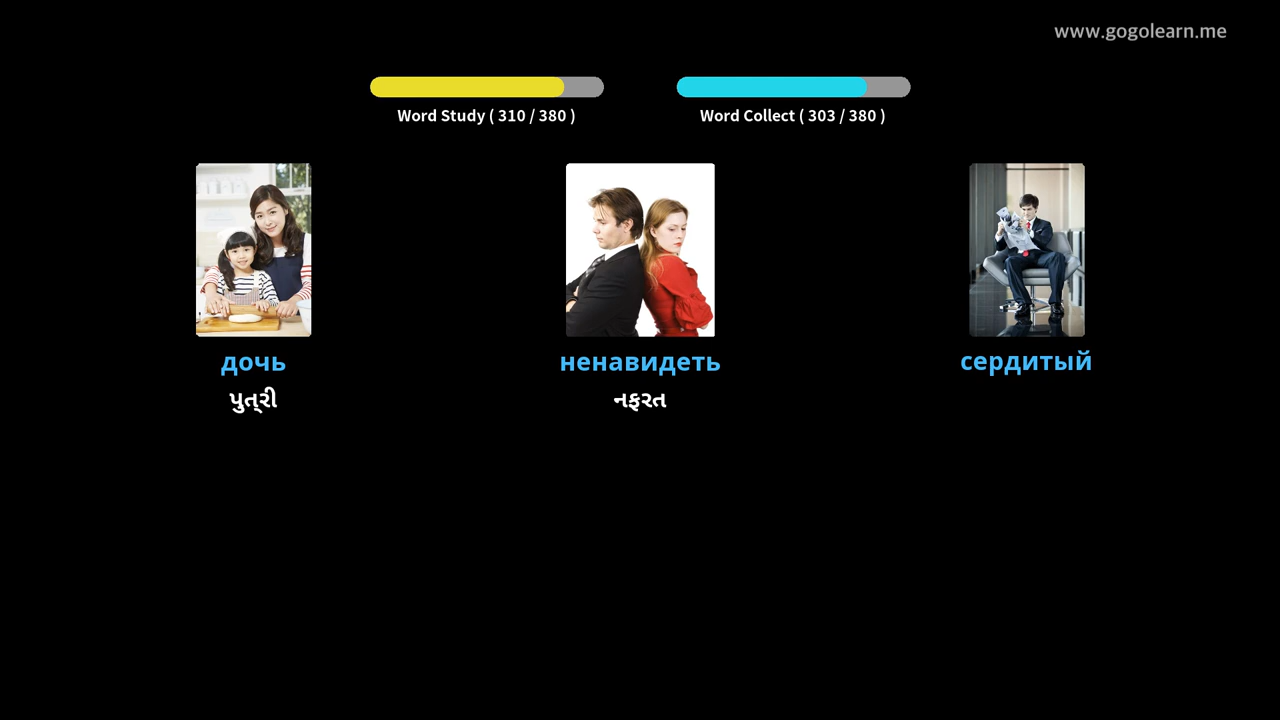 www.gogolearn.me
Word Study ( 310 / 380 )
Word Collect ( 303 / 380 )
дочь
ненавидеть
сердитый
પુત્રી
નફરત